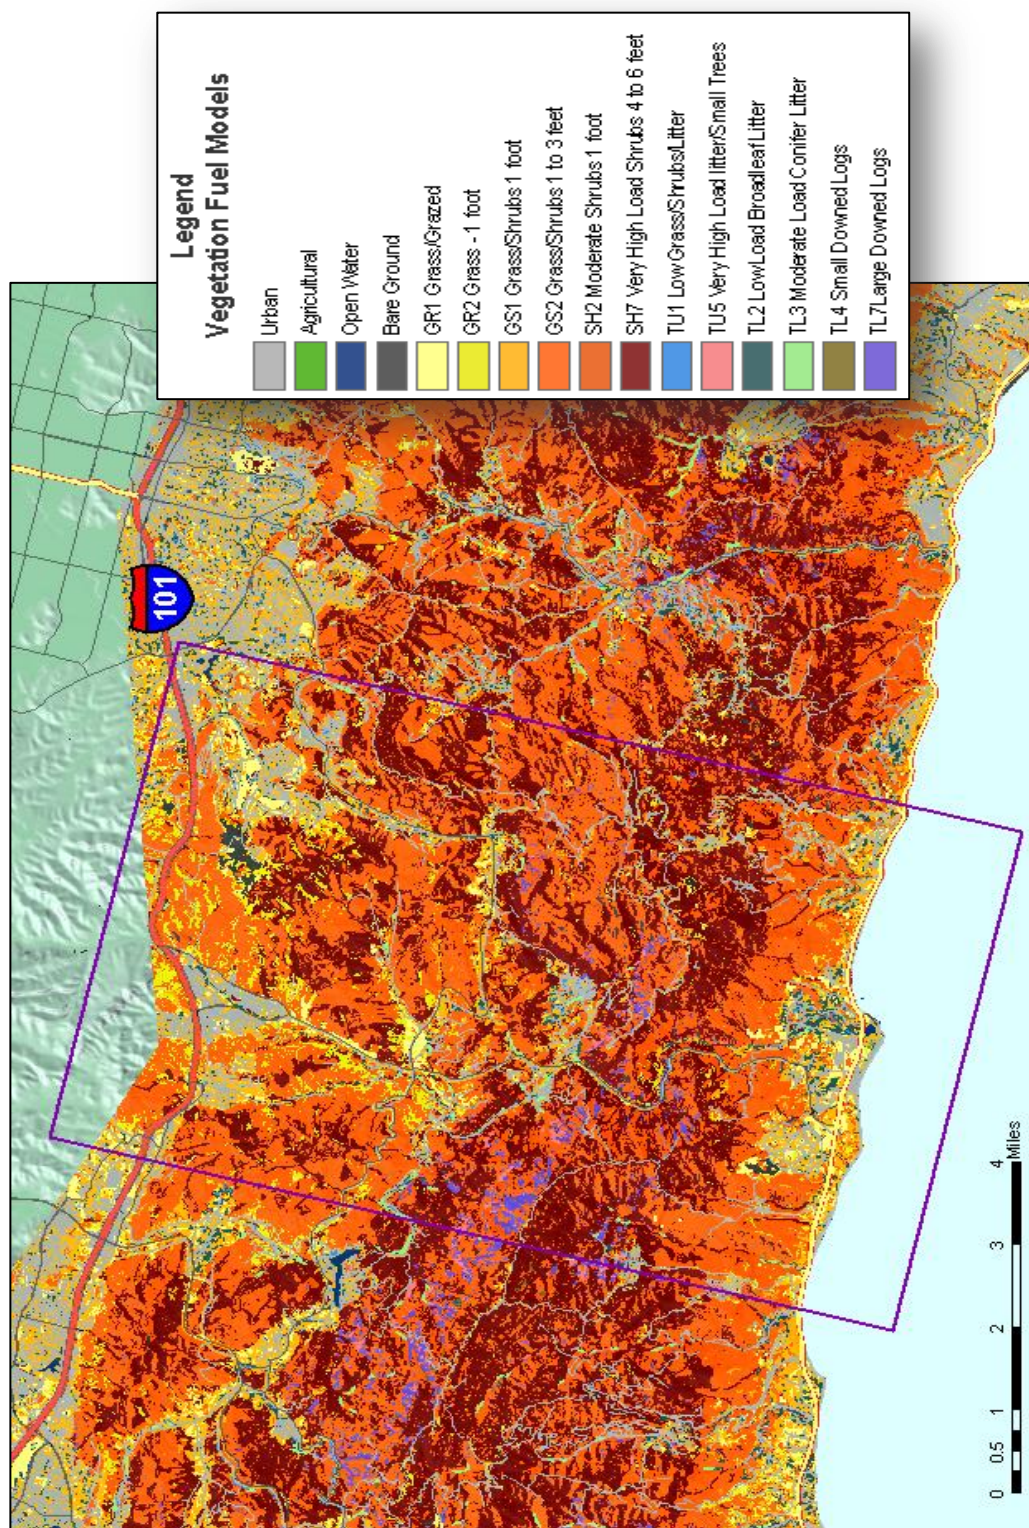 Legend
Vegetation Fuel Models
Urban
Agricultural
Open Water
Bare Ground
GR1 Grass/Grazed
GR2 Grass -1 foot
GS1 Grass/Shrubs 1 foot
GS2 Grass/Shrubs 1 to 3 feet
SH2 Moderate Shrubs 1 foot
SH7 Very High Load Shrubs 4 to 6 feet
TU1 Low Grass/Shrubs/Litter
TU5 Very High Load litter/Small Trees
TL2 Low Load Broadleaf Litter
TL3 Moderate Load Conifer Litter
TL4 Small Downed Logs
TL7 Large Downed Logs
101
0 0.5 1 2 3 4
Miles